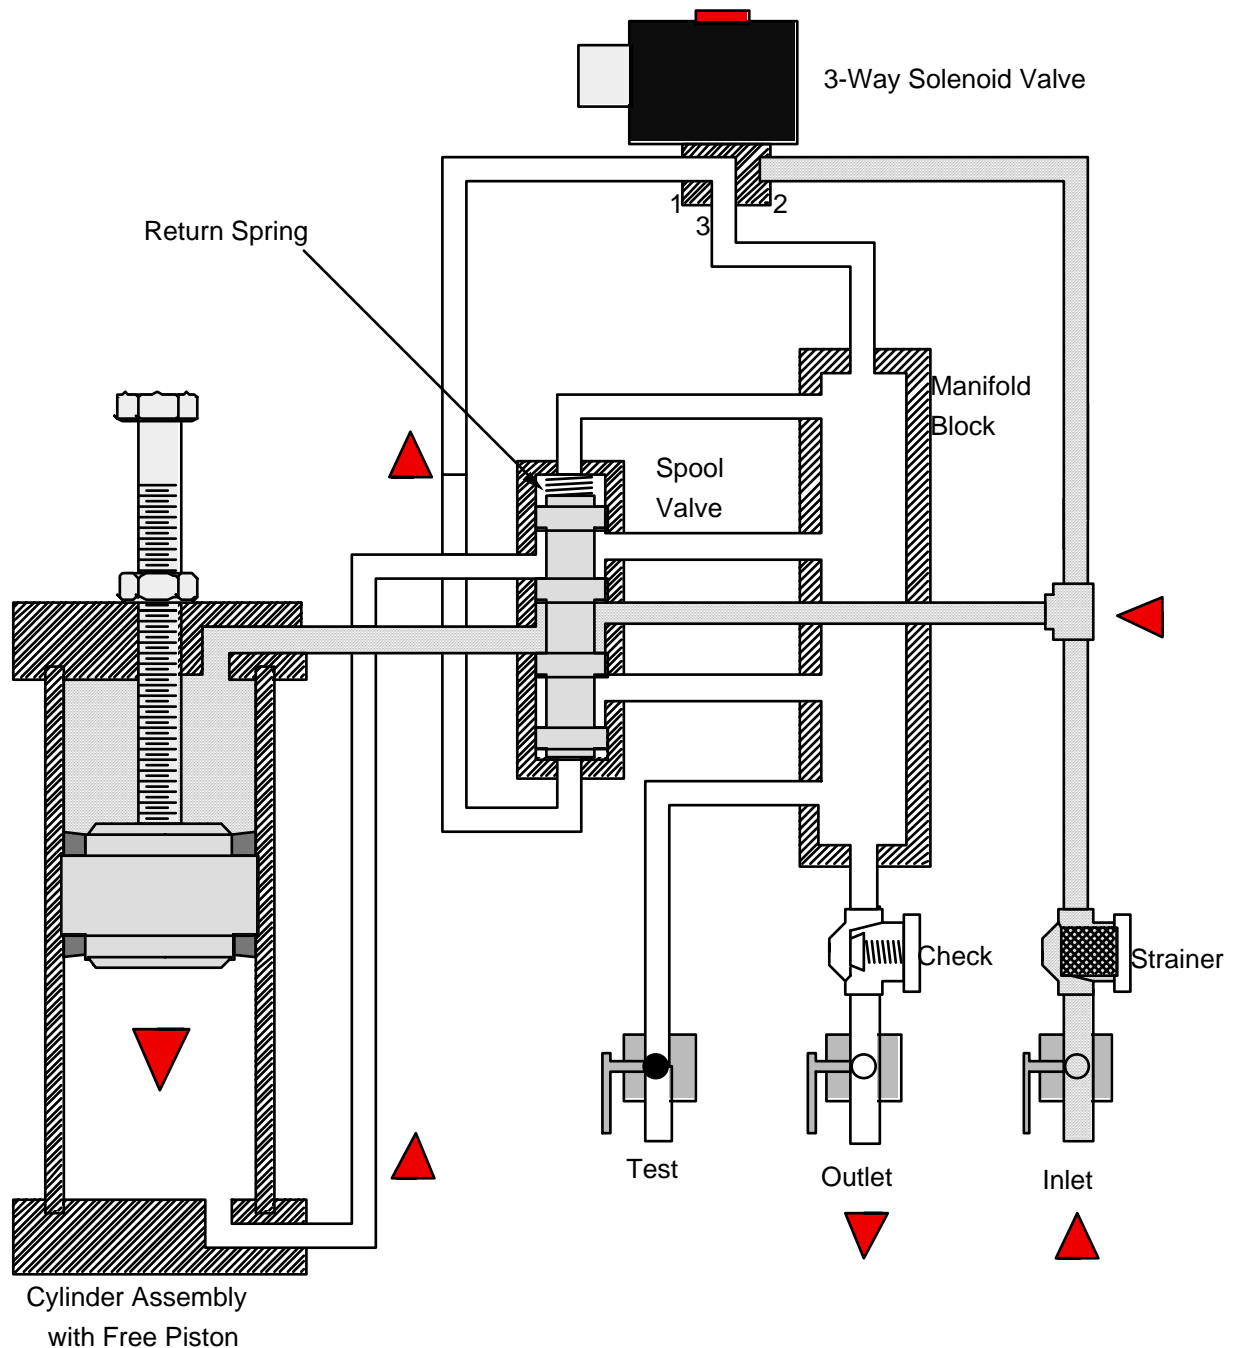 3-Way Solenoid Valve
1
2
3
Return Spring
Manifold
Block
Spool
Valve
Check
Strainer
Test
Outlet
Inlet
Cylinder Assembly
with Free Piston